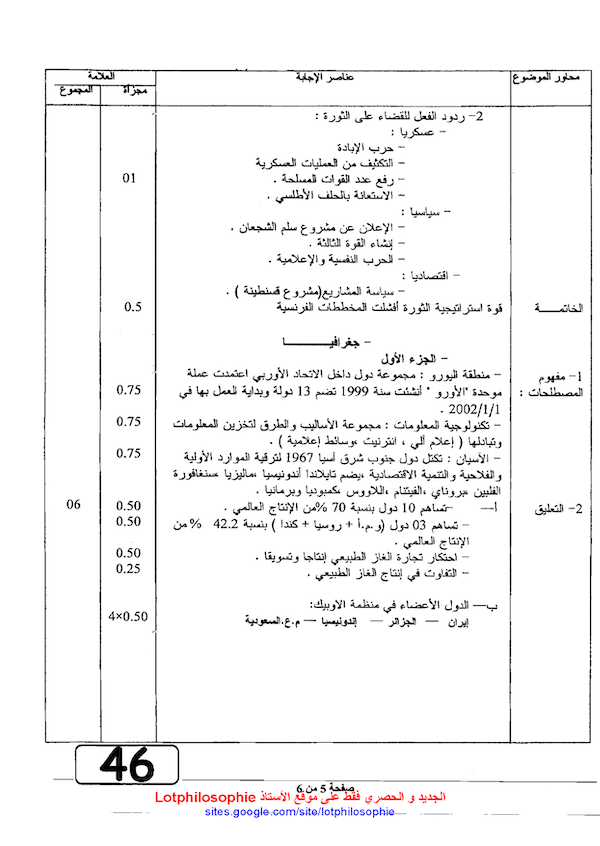 محاور الموضوع
عناصر الإجابة
العلامة
مجزأة
المجموع
2- ردود الفعل للقضاء على الثورة :
- عسكريا :
- حرب الإبادة
- التكثيف من العمليات العسكرية
- رفع عدد القوات المسلحة .
01
- الاستعانة بالحلف الأطلسي .
- سياسيا :
- الإعلان عن مشروع سلم الشجعان .
- إنشاء القوة الثالثة .
- الحرب النفسية والإعلامية .
- اقتصاديا :
- سياسة المشاريع(مشروع قسنطينة ) .
الخاتمــــة
قوة استراتيجية الثورة أفشلت المخططات الفرنسية
0.5
- جغرافيـــــــا
- الجزء الأول
1- مفهوم المصطلحات :
- منطقة اليورو : مجموعة دول داخل الاتحاد الأوربي اعتمدت عملة
موحدة "الأورو " أنشئت سنة 1999 تضم 13 دولة وبداية العمل بها في
0.75
2002/1/1 .
- تكنولوجية المعلومات : مجموعة الأساليب والطرق لتخزين المعلومات
0.75
وتبادلها ( إعلام ألي ، انترنيت ،وسائط إعلامية ) .
- الأسيان : تكتل دول جنوب شرق أسيا 1967 لترقية الموارد الأولية
0.75
والفلاحية والتنمية الاقتصادية ،يضم تايلاندا أندونيسيا ،ماليزيا ،سنغافورة
الفلبين ،بروناي ،الفيتنام ،اللاووس ،كمبوديا وبرمانيا .
2- التعليق
أ— -تساهم 10 دول بنسبة 70 %من الإنتاج العالمي .
0.50
06
- تساهم 03 دول (و.م.أ + روسيا + كندا ) بنسبة 42.2 % من
0.50
الإنتاج العالمي .
- احتكار تجارة الغاز الطبيعي إنتاجا وتسويقا .
0.50
- التفاوت في إنتاج الغاز الطبيعي .
0.25
ب— الدول الأعضاء في منظمة الاوبيك:
إيران — الجزائر — إندونيسيا — م.ع.السعودية
4×0.50
46
صفحة 5 من 6
الجديد و الحصري فقط على موقع الأستاذ Lotphilosophie
sites.google.com/site/lotphilosophie